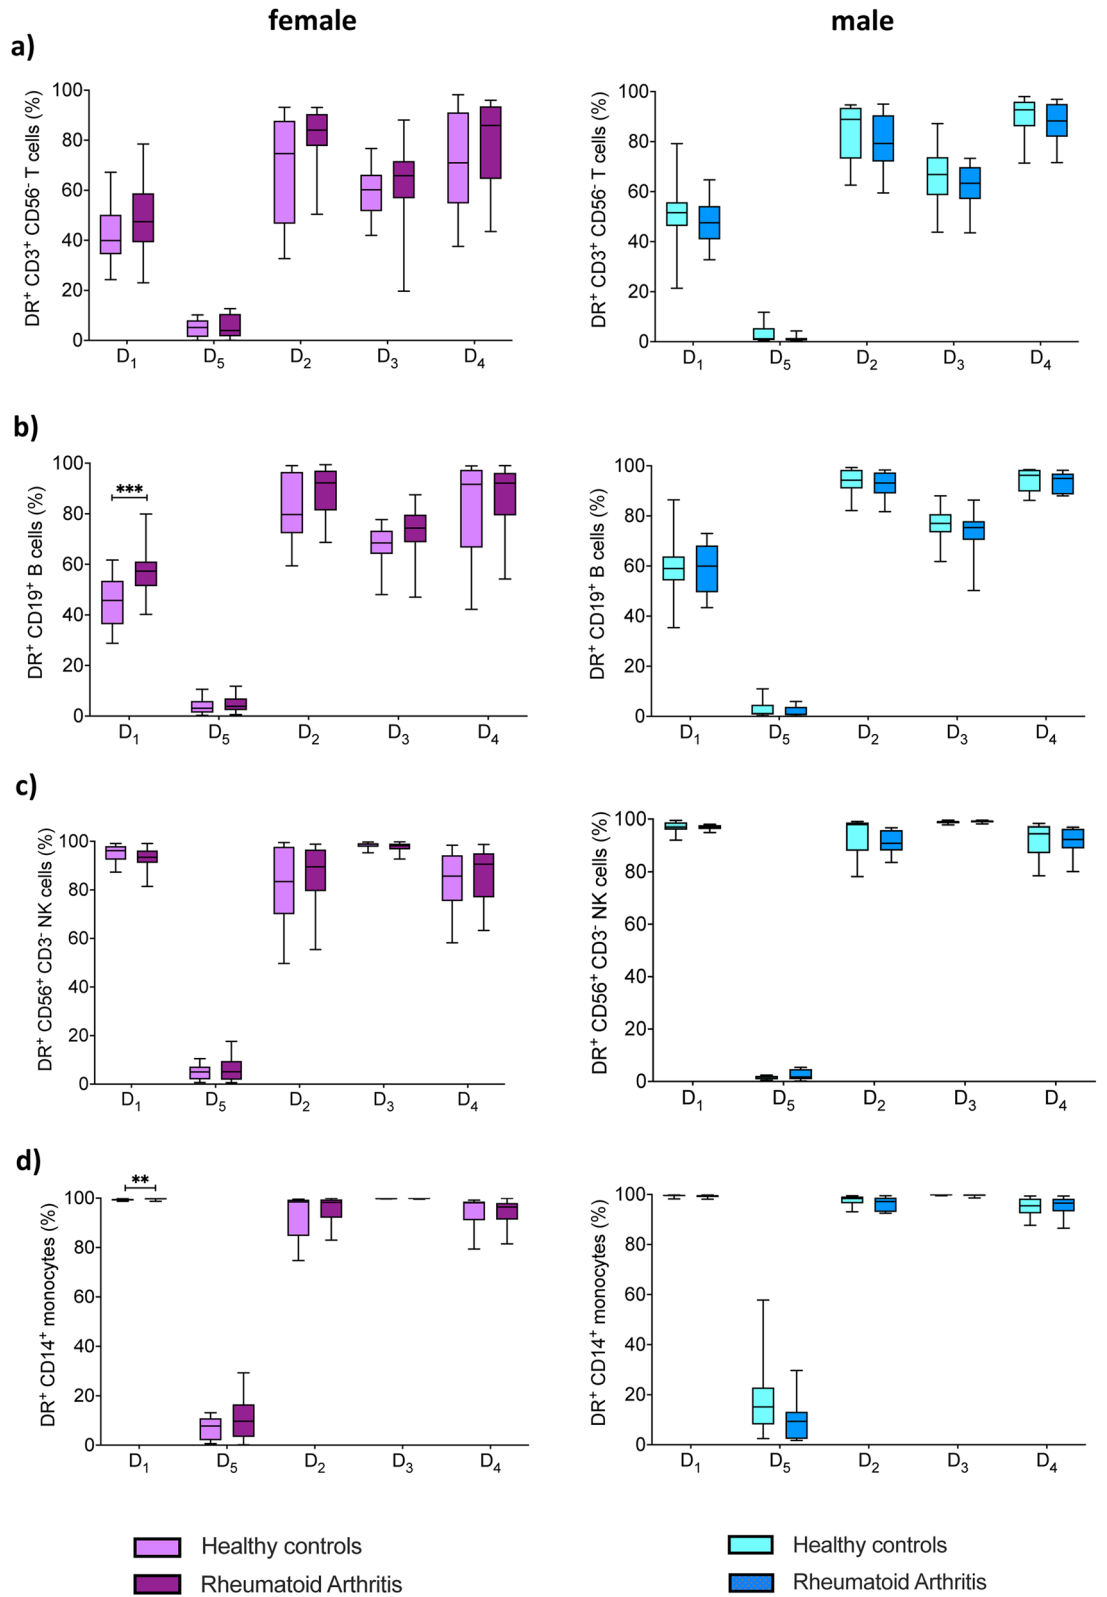 female male
a)
DR⁺ CD3⁺ CD56⁻ T cells (%)
100
80
60
40
20
0
D₁ D₅ D₂ D₃ D₄
DR⁺ CD3⁺ CD56⁻ T cells (%)
100
80
60
40
20
0
D₁ D₅ D₂ D₃ D₄
b)
DR⁺ CD19⁺ B cells (%)
100
80
60
40
20
0
***
D₁ D₅ D₂ D₃ D₄
DR⁺ CD19⁺ B cells (%)
100
80
60
40
20
0
D₁ D₅ D₂ D₃ D₄
c)
DR⁺ CD56⁺ CD3⁻ NK cells (%)
100
80
60
40
20
0
D₁ D₅ D₂ D₃ D₄
DR⁺ CD56⁺ CD3⁻ NK cells (%)
100
80
60
40
20
0
D₁ D₅ D₂ D₃ D₄
d)
DR⁺ CD14⁺ monocytes (%)
100
80
60
40
20
0
**
D₁ D₅ D₂ D₃ D₄
DR⁺ CD14⁺ monocytes (%)
100
80
60
40
20
0
D₁ D₅ D₂ D₃ D₄
Healthy controls
Rheumatoid Arthritis
Healthy controls
Rheumatoid Arthritis